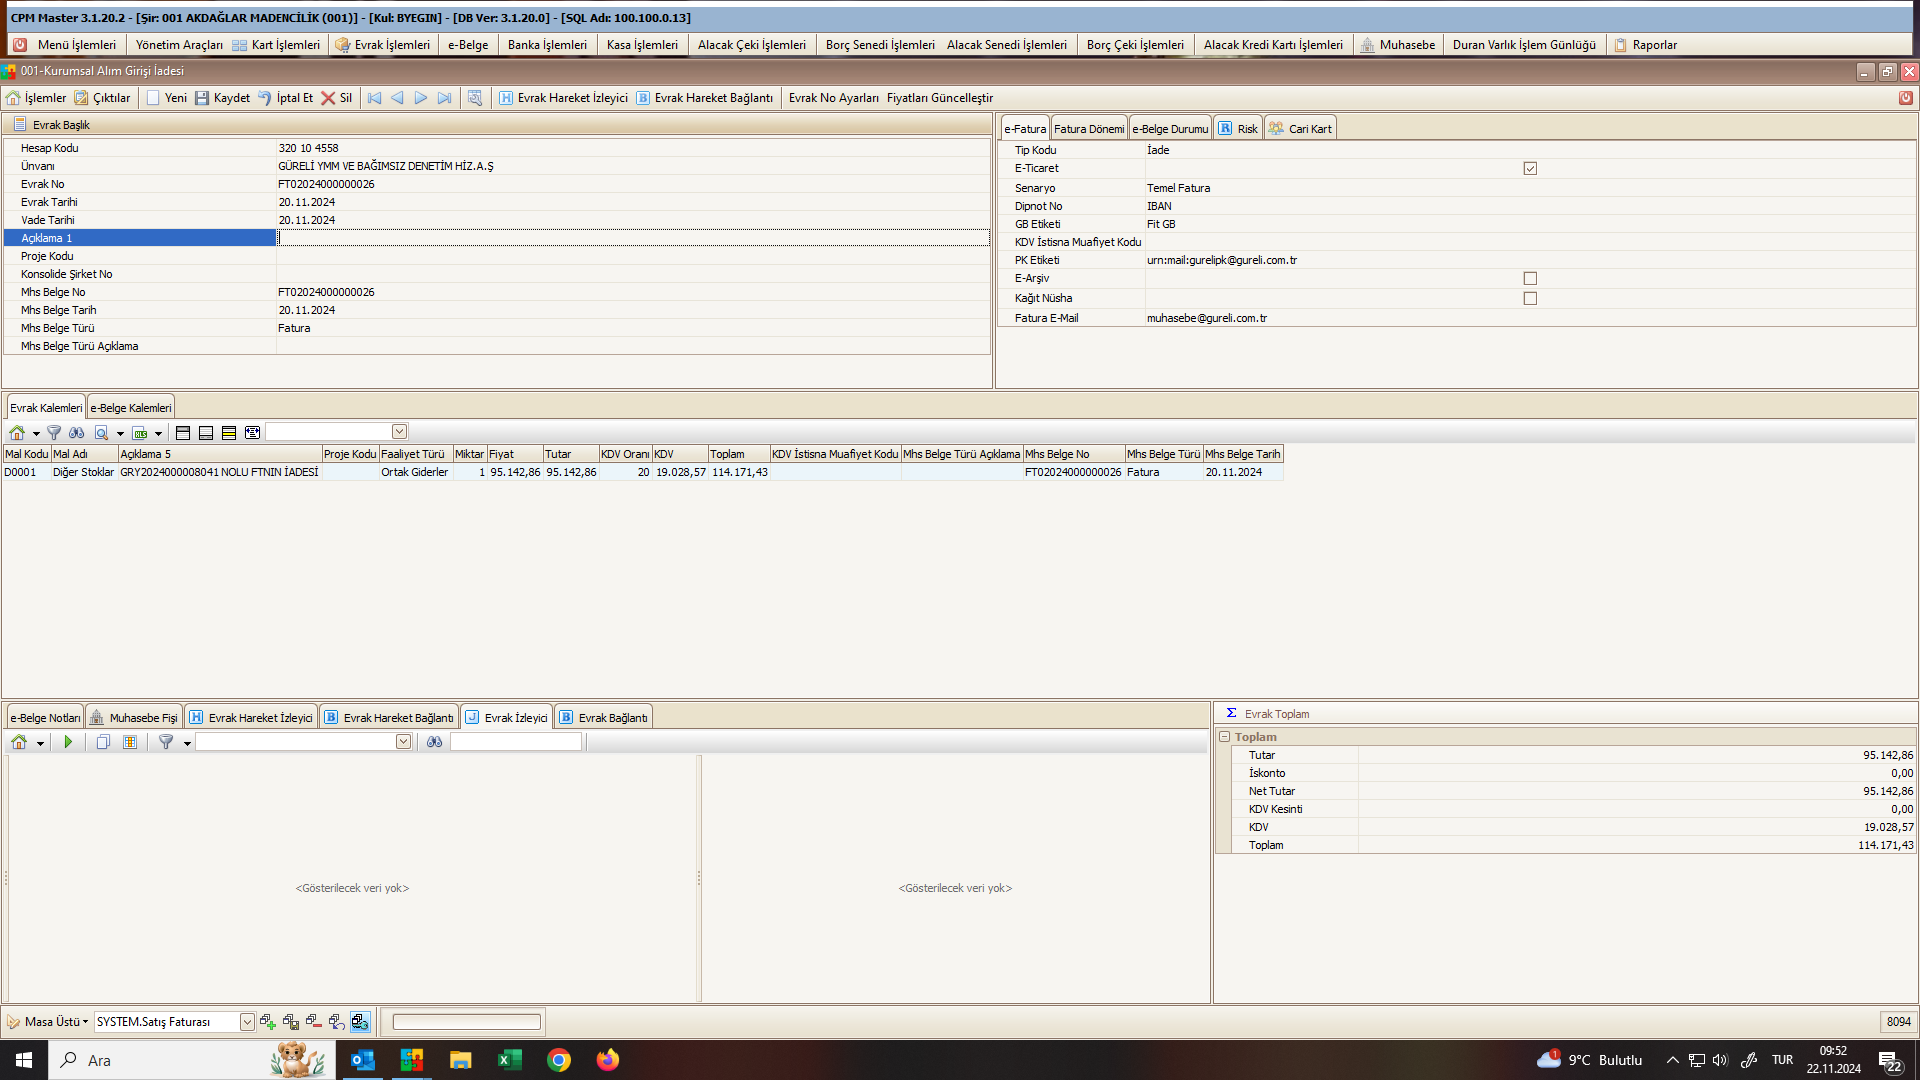 CPM Master 3.1.20.2 - [Şir: 001 AKDAĞLAR MADENCİLİK (001)] - [Kul: BYEGIN] - [DB Ver: 3.1.20.0] - [SQL Adı: 100.100.0.13]
Menü İşlemleri Yönetim Araçları Kart İşlemleri Evrak İşlemleri e-Belge Banka İşlemleri Kasa İşlemleri Alacak Çeki İşlemleri Borç Senedi İşlemleri Alacak Senedi İşlemleri Borç Çeki İşlemleri Alacak Kredi Kartı İşlemleri Muhasebe Duran Varlık İşlem Günlüğü Raporlar
001-Kurumsal Alım Girişi İadesi
İşlemler Çıktılar Yeni Kaydet İptal Et Sil H Evrak Hareket İzleyici B Evrak Hareket Bağlantı Evrak No Ayarları Fiyatları Güncelleştir
Evrak Başlık
Hesap Kodu 320 10 4558
Ünvanı GÜRELİ YMM VE BAĞIMSIZ DENETİM HİZ.A.Ş
Evrak No FT02024000000026
Evrak Tarihi 20.11.2024
Vade Tarihi 20.11.2024
Açıklama 1
Proje Kodu
Konsolide Şirket No
Mhs Belge No FT02024000000026
Mhs Belge Tarih 20.11.2024
Mhs Belge Türü Fatura
Mhs Belge Türü Açıklama
e-Fatura Fatura Dönemi e-Belge Durumu R Risk Cari Kart
Tip Kodu İade
E-Ticaret
Senaryo Temel Fatura
Dipnot No IBAN
GB Etiketi Fit GB
KDV İstisna Muafiyet Kodu
PK Etiketi urn:mail:gurelipk@gureli.com.tr
E-Arşiv
Kağıt Nüsha
Fatura E-Mail muhasebe@gureli.com.tr
Evrak Kalemleri e-Belge Kalemleri
Mal Kodu Mal Adı Açıklama 5 Proje Kodu Faaliyet Türü Miktar Fiyat Tutar KDV Oranı KDV Toplam KDV İstisna Muafiyet Kodu Mhs Belge Türü Açıklama Mhs Belge No Mhs Belge Türü Mhs Belge Tarih
D0001 Diğer Stoklar GRY2024000008041 NOLU FTNIN İADESİ Ortak Giderler 1 95.142,86 95.142,86 20 19.028,57 114.171,43 FT02024000000026 Fatura 20.11.2024
e-Belge Notları Muhasebe Fişi H Evrak Hareket İzleyici B Evrak Hareket Bağlantı J Evrak İzleyici B Evrak Bağlantı
<Gösterilecek veri yok> <Gösterilecek veri yok>
Σ Evrak Toplam
Toplam
Tutar 95.142,86
İskonto 0,00
Net Tutar 95.142,86
KDV Kesinti 0,00
KDV 19.028,57
Toplam 114.171,43
Masa Üstü SYSTEM.Satış Faturası 8094
Ara 1 9°C Bulutlu TUR 09:52
22.11.2024 22